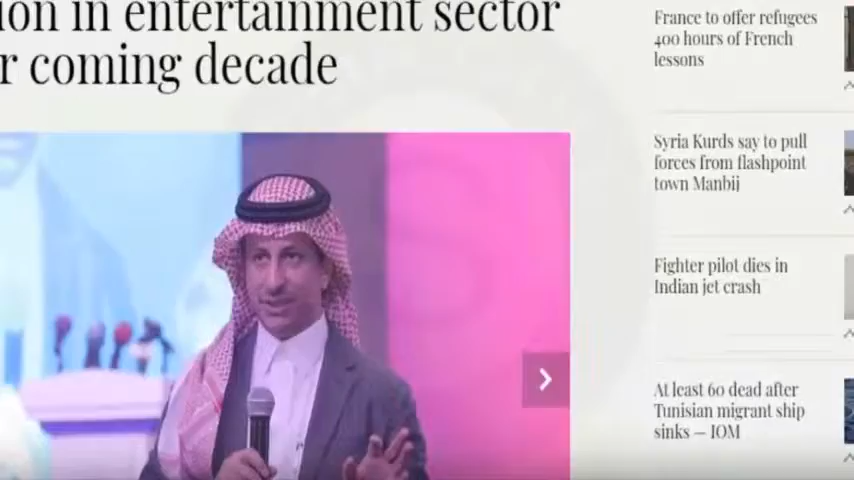 ion in entertainment sector
r coming decade
France to offer refugees
400 hours of French
lessons
Syria Kurds say to pull
forces from flashpoint
town Manbij
Fighter pilot dies in
Indian jet crash
At least 60 dead after
Tunisian migrant ship
sinks — IOM